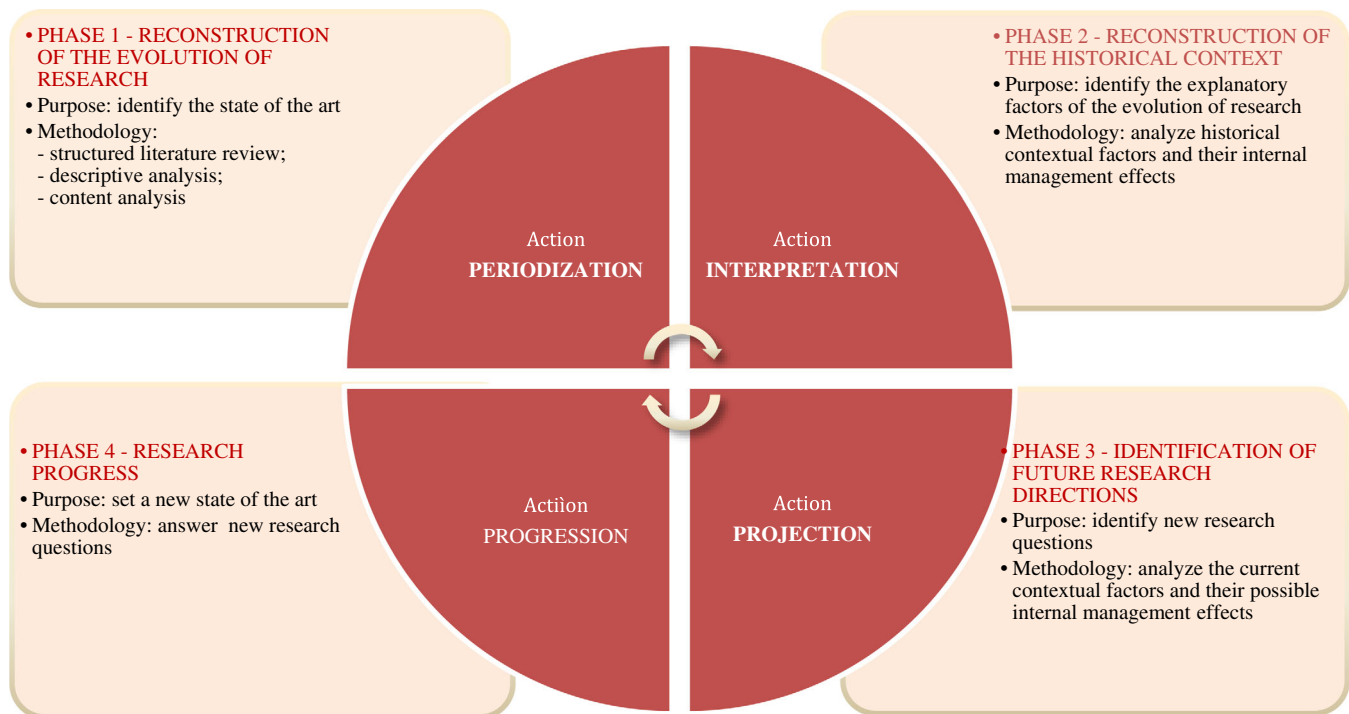 • PHASE 1 - RECONSTRUCTION
OF THE EVOLUTION OF
RESEARCH
• Purpose: identify the state of the art
• Methodology:
- structured literature review;
- descriptive analysis;
- content analysis
• PHASE 2 - RECONSTRUCTION OF
THE HISTORICAL CONTEXT
• Purpose: identify the explanatory
factors of the evolution of research
• Methodology: analyze historical
contextual factors and their internal
management effects
Action
PERIODIZATION
Action
INTERPRETATION
• PHASE 4 - RESEARCH
PROGRESS
• Purpose: set a new state of the art
• Methodology: answer new research
questions
Actiìon
PROGRESSION
Action
PROJECTION
• PHASE 3 - IDENTIFICATION OF
FUTURE RESEARCH
DIRECTIONS
• Purpose: identify new research
questions
• Methodology: analyze the current
contextual factors and their possible
internal management effects